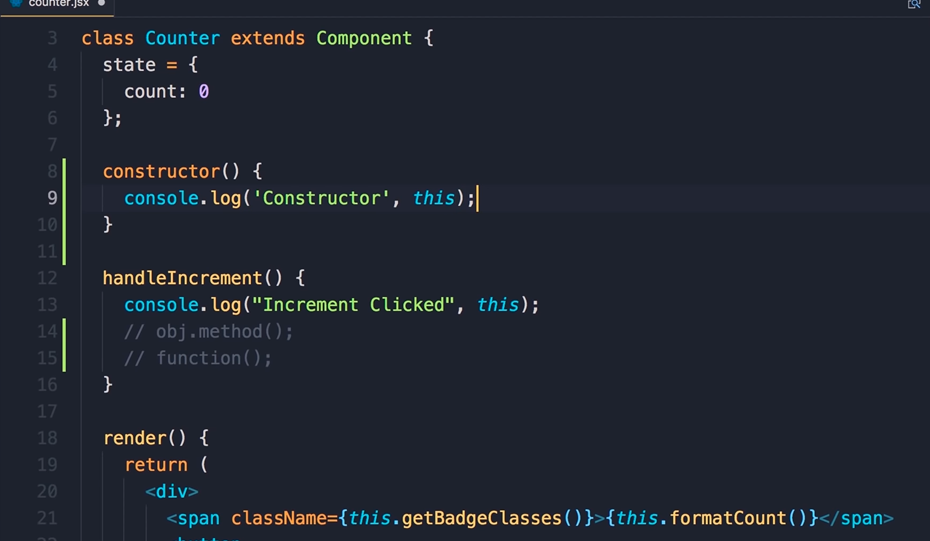 counter.jsx
3 class Counter extends Component {
4 state = {
5 count: 0
6 };
7
8 constructor() {
9 console.log('Constructor', this);
10 }
11
12 handleIncrement() {
13 console.log("Increment Clicked", this);
14 // obj.method();
15 // function();
16 }
17
18 render() {
19 return (
20 <div>
21 <span className={this.getBadgeClasses()}>{this.formatCount()}</span>